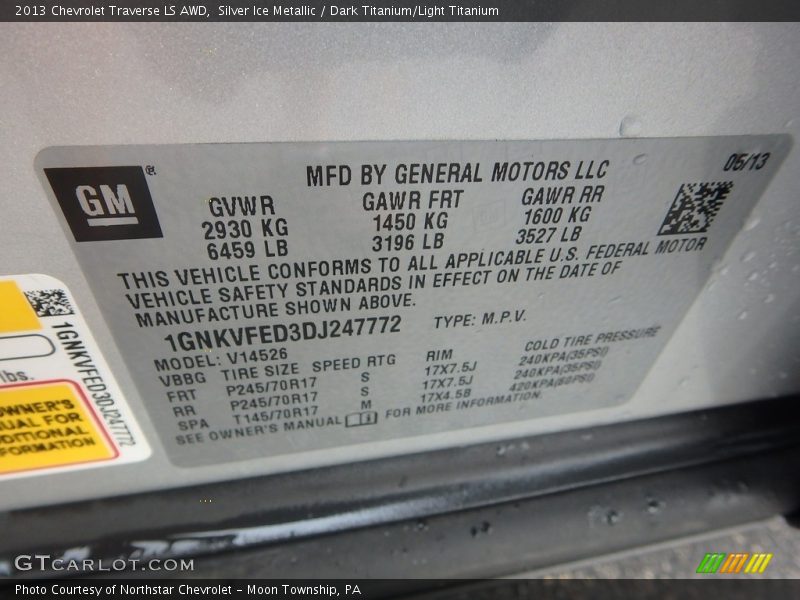 2013 Chevrolet Traverse LS AWD, Silver Ice Metallic / Dark Titanium/Light Titanium
GM®
MFD BY GENERAL MOTORS LLC
05/13
GVWR GAWR FRT GAWR RR
2930 KG 1450 KG 1600 KG
6459 LB 3196 LB 3527 LB
THIS VEHICLE CONFORMS TO ALL APPLICABLE U.S. FEDERAL MOTOR
VEHICLE SAFETY STANDARDS IN EFFECT ON THE DATE OF
MANUFACTURE SHOWN ABOVE.
1GNKVFED3DJ247772 TYPE: M.P.V.
MODEL: V14526
VBBG TIRE SIZE SPEED RTG RIM COLD TIRE PRESSURE
FRT P245/70R17 S 17X7.5J 240KPA(35PSI)
RR P245/70R17 S 17X7.5J 240KPA(35PSI)
SPA T145/70R17 M 17X4.5B 420KPA(60PSI)
SEE OWNER'S MANUAL FOR MORE INFORMATION.
1GNKVFED3DJ247772
lbs.
OWNER'S
FOR
GTCARLOT.COM
Photo Courtesy of Northstar Chevrolet - Moon Township, PA